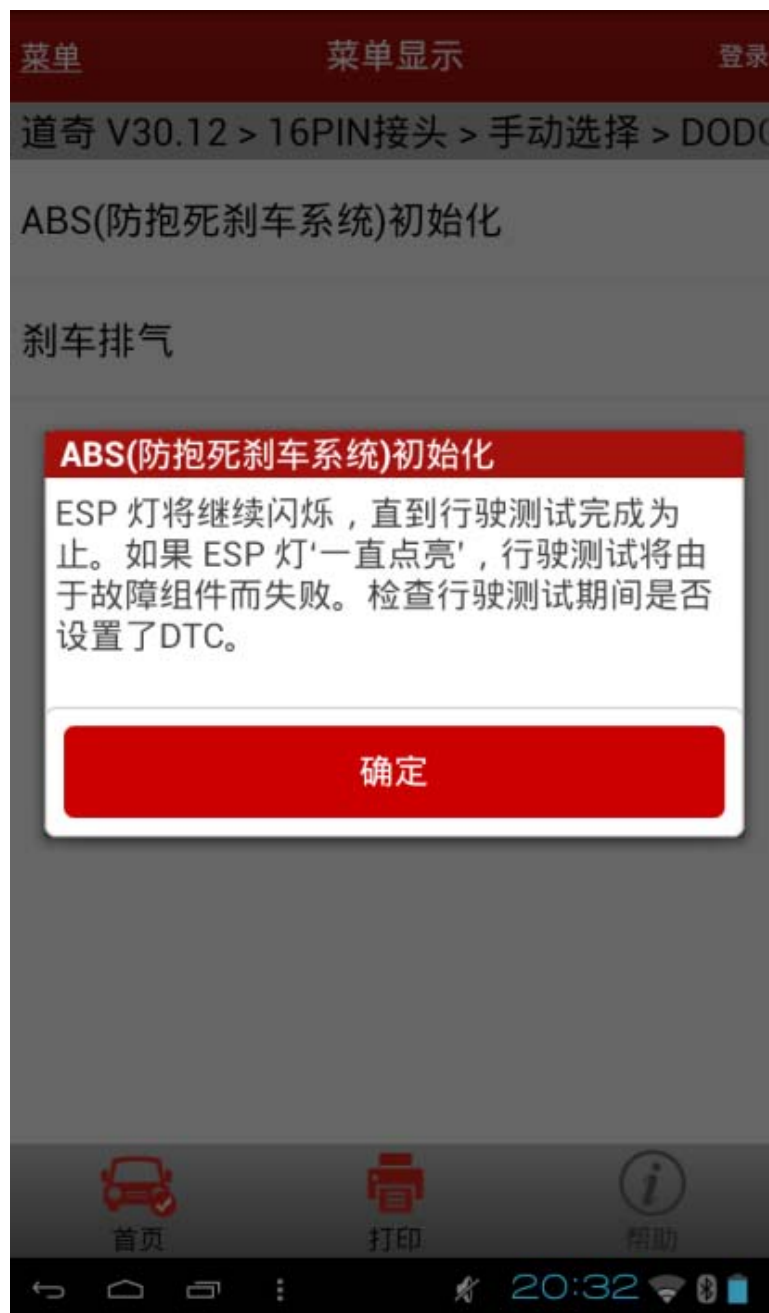 菜单 菜单显示 登录
道奇 V30.12 > 16PIN接头 > 手动选择 > DOD
ABS(防抱死刹车系统)初始化
刹车排气
ABS(防抱死刹车系统)初始化
ESP 灯将继续闪烁，直到行驶测试完成为
止。如果 ESP 灯‘一直点亮’，行驶测试将由
于故障组件而失败。检查行驶测试期间是否
设置了DTC。
确定
首页 打印 帮助
20:32